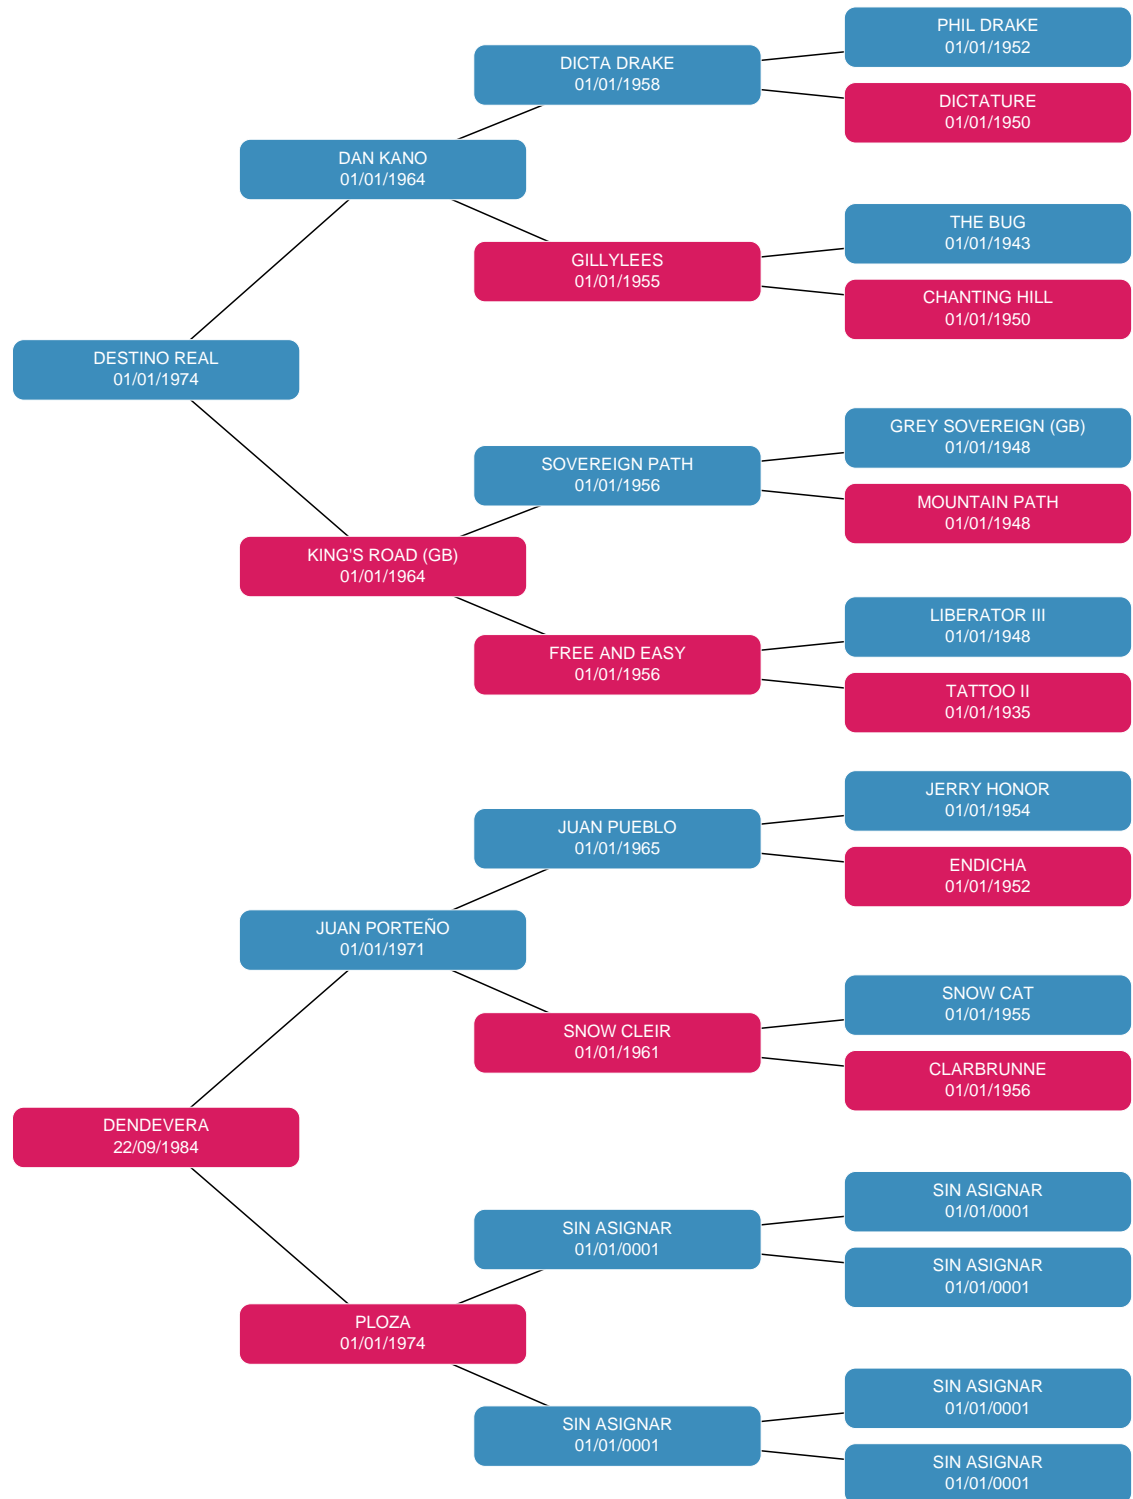 PHIL DRAKE
01/01/1952
DICTA DRAKE
01/01/1958
DICTATURE
01/01/1950
DAN KANO
01/01/1964
THE BUG
01/01/1943
GILLYLEES
01/01/1955
CHANTING HILL
01/01/1950
DESTINO REAL
01/01/1974
GREY SOVEREIGN (GB)
01/01/1948
SOVEREIGN PATH
01/01/1956
MOUNTAIN PATH
01/01/1948
KING'S ROAD (GB)
01/01/1964
LIBERATOR III
01/01/1948
FREE AND EASY
01/01/1956
TATTOO II
01/01/1935
JERRY HONOR
01/01/1954
JUAN PUEBLO
01/01/1965
ENDICHA
01/01/1952
JUAN PORTEÑO
01/01/1971
SNOW CAT
01/01/1955
SNOW CLEIR
01/01/1961
CLARBRUNNE
01/01/1956
DENDEVERA
22/09/1984
SIN ASIGNAR
01/01/0001
SIN ASIGNAR
01/01/0001
SIN ASIGNAR
01/01/0001
PLOZA
01/01/1974
SIN ASIGNAR
01/01/0001
SIN ASIGNAR
01/01/0001
SIN ASIGNAR
01/01/0001